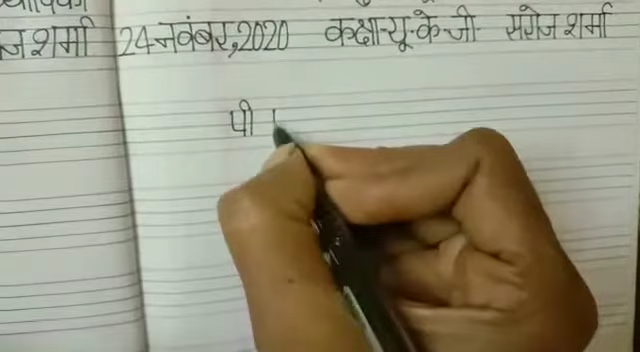 ज शर्मा 24 नवंबर,2020 कक्षा-यू.के.जी. सरोज शर्मा
पी